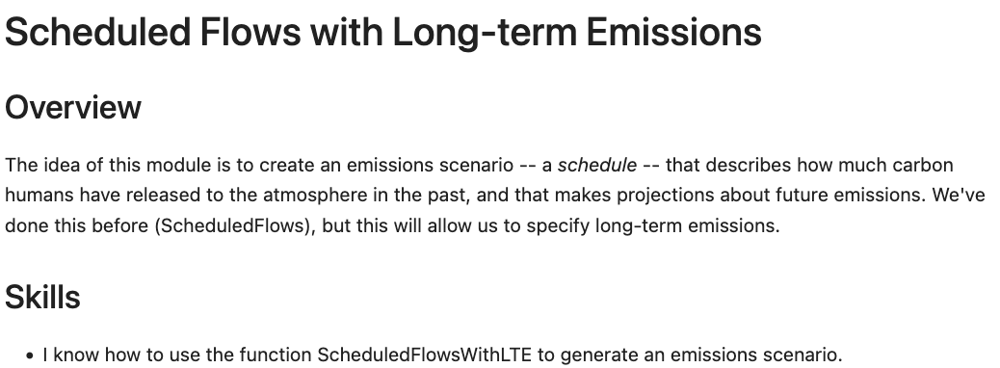 Scheduled Flows with Long-term Emissions
Overview
The idea of this module is to create an emissions scenario -- a schedule -- that describes how much carbon
humans have released to the atmosphere in the past, and that makes projections about future emissions. We've
done this before (ScheduledFlows), but this will allow us to specify long-term emissions.
Skills
• I know how to use the function ScheduledFlowsWithLTE to generate an emissions scenario.